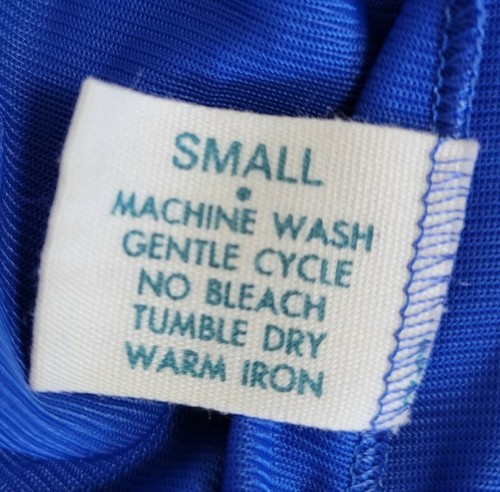 SMALL
•
MACHINE WASH
GENTLE CYCLE
NO BLEACH
TUMBLE DRY
WARM IRON